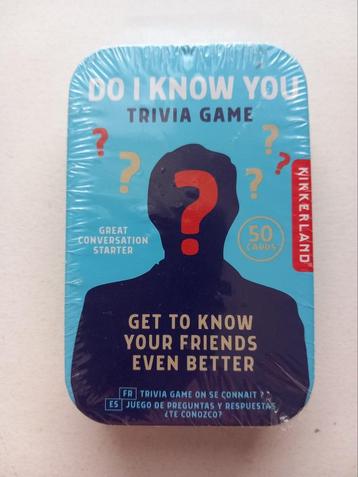 DO I KNOW YOU
TRIVIA GAME
? ? ? ? ?
?
GREAT
CONVERSATION
STARTER
50
CARDS
KIKKERLAND®
GET TO KNOW
YOUR FRIENDS
EVEN BETTER
FR TRIVIA GAME ON SE CONNAIT ?
ES JUEGO DE PREGUNTAS Y RESPUESTAS
¿TE CONOZCO?